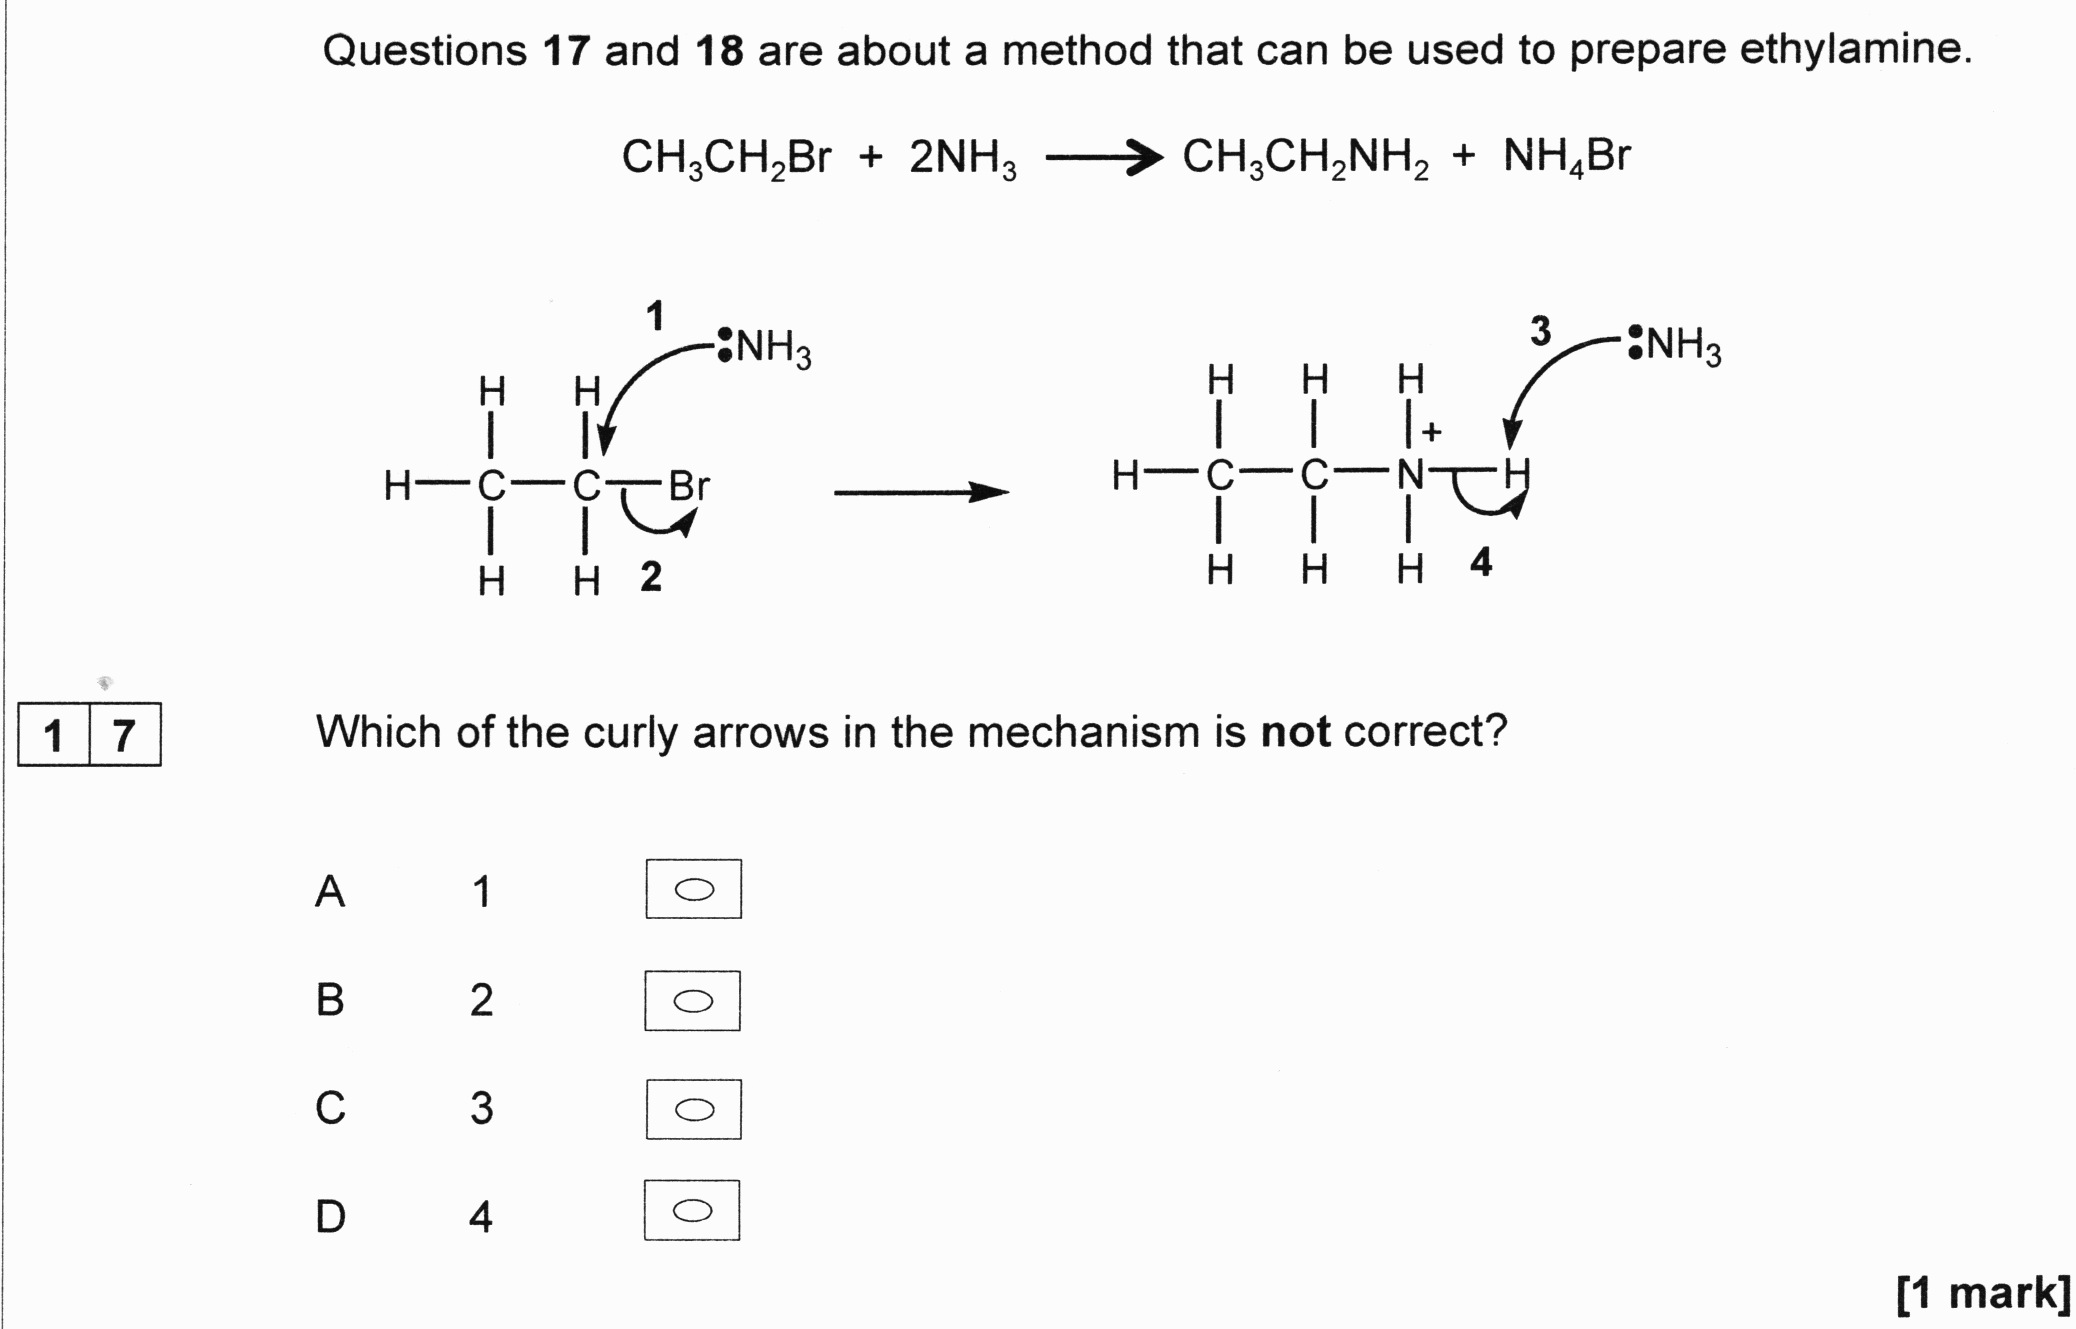 Questions 17 and 18 are about a method that can be used to prepare ethylamine.
CH₃CH₂Br + 2NH₃ ⟶ CH₃CH₂NH₂ + NH₄Br
1 3
:NH₃ :NH₃
H H H H H
+
H—C—C—Br H—C—C—N—H
H H 2 H H H 4
1 7 Which of the curly arrows in the mechanism is not correct?
A 1
B 2
C 3
D 4
[1 mark]